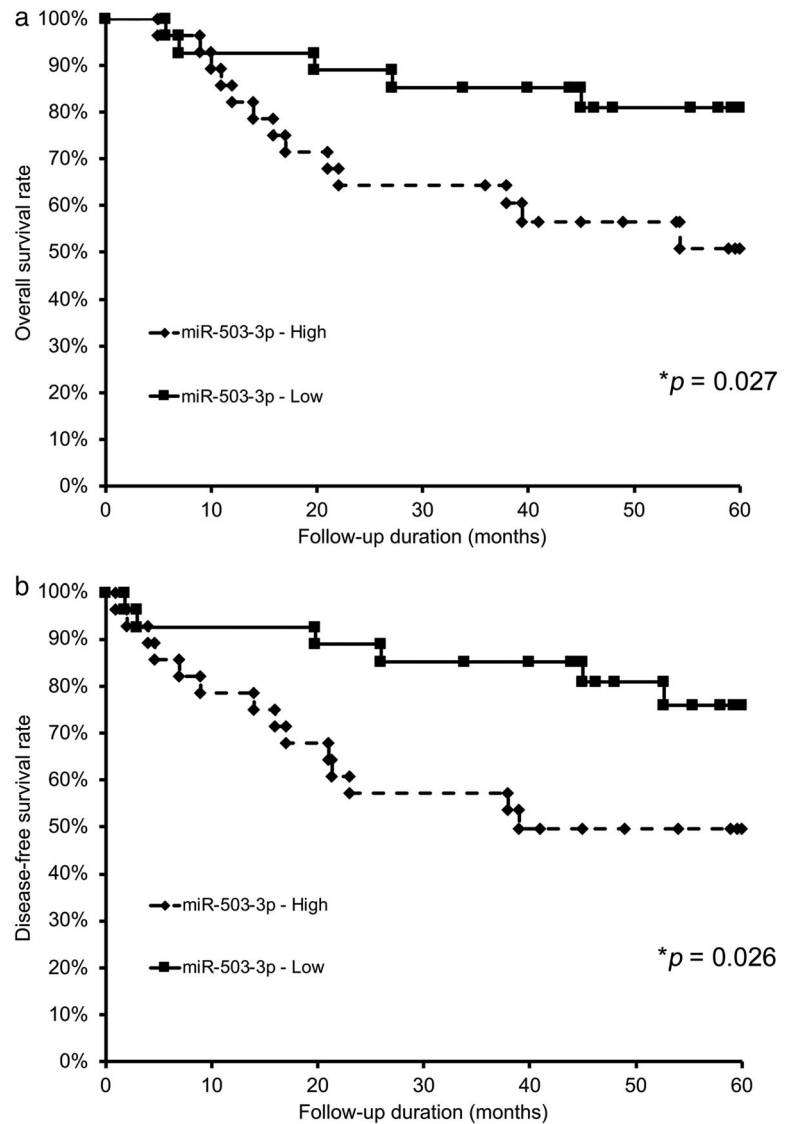 a
100%
90%
80%
70%
60%
50%
40%
30%
20%
10%
0%
Overall survival rate
miR-503-3p - High
miR-503-3p - Low
*p = 0.027
0 10 20 30 40 50 60
Follow-up duration (months)
b
100%
90%
80%
70%
60%
50%
40%
30%
20%
10%
0%
Disease-free survival rate
miR-503-3p - High
miR-503-3p - Low
*p = 0.026
0 10 20 30 40 50 60
Follow-up duration (months)